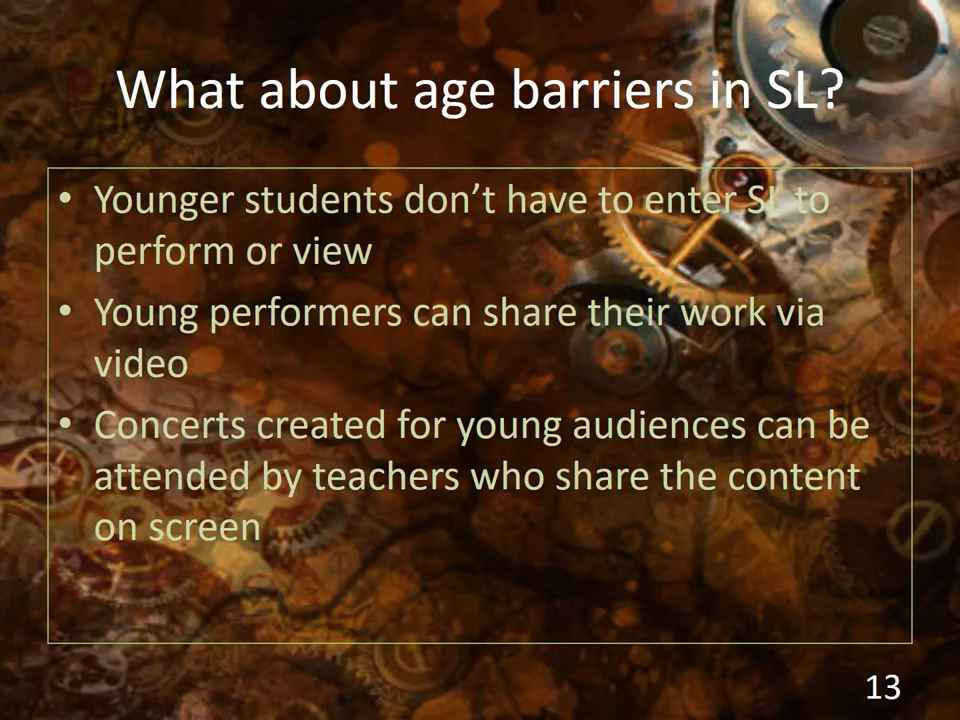 What about age barriers in SL?
• Younger students don’t have to enter SL to
perform or view
• Young performers can share their work via
video
• Concerts created for young audiences can be
attended by teachers who share the content
on screen
13